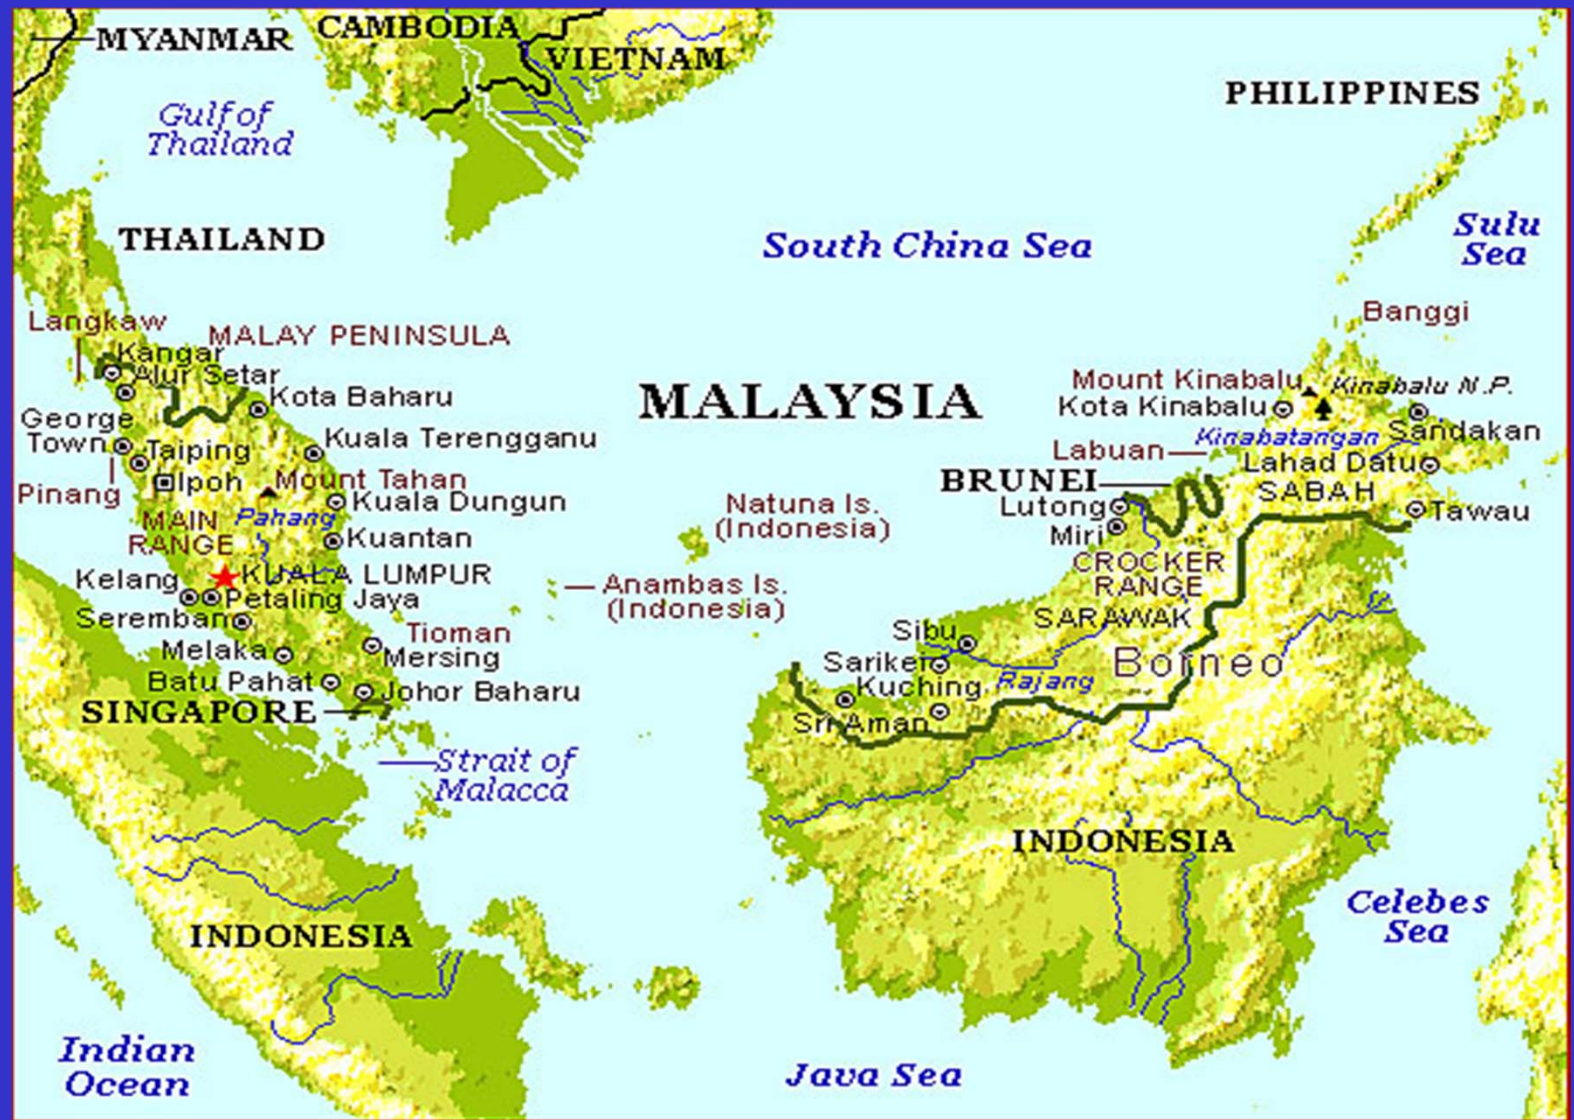 MYANMAR
CAMBODIA
VIETNAM
PHILIPPINES
Gulf of
Thailand
THAILAND
South China Sea
Sulu
Sea
Langkaw
MALAY PENINSULA
Banggi
Kangar
Alur Setar
Kota Baharu
MALAYSIA
Mount Kinabalu
Kinabalu N.P.
Kota Kinabalu
George
Town
Kuala Terengganu
Kinabatangan
Sandakan
Taiping
Labuan
Lahad Datu
Pinang
Ipoh
Mount Tahan
BRUNEI
SABAH
Kuala Dungun
Natuna Is.
(Indonesia)
Lutong
Tawau
MAIN
RANGE
Pahang
Miri
Kuantan
CROCKER
RANGE
Kelang
KUALA LUMPUR
Anambas Is.
(Indonesia)
Petaling Jaya
Seremban
SARAWAK
Tioman
Sibu
Melaka
Mersing
Sarikei
Borneo
Batu Pahat
Johor Baharu
Kuching
Rajang
SINGAPORE
Sri Aman
Strait of
Malacca
INDONESIA
Celebes
Sea
INDONESIA
Indian
Ocean
Java Sea